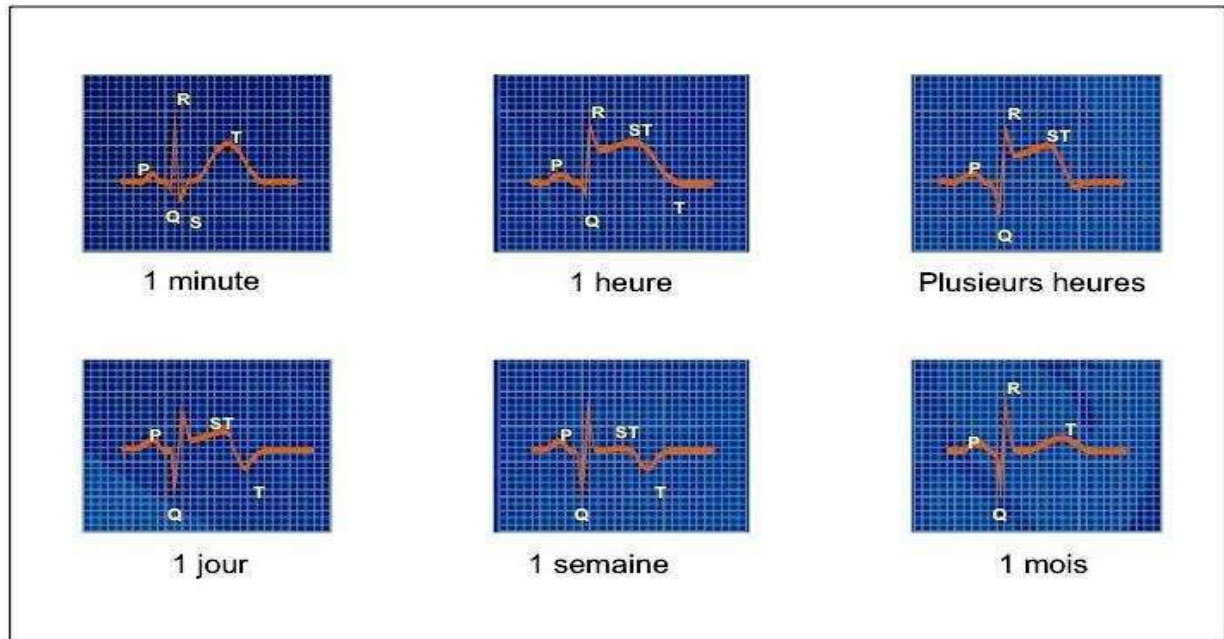 R
T
P
Q S
1 minute
R
ST
P
Q
T
1 heure
R
ST
P
Q
Plusieurs heures
P
ST
T
Q
1 jour
P
ST
T
Q
1 semaine
R
T
P
Q
1 mois